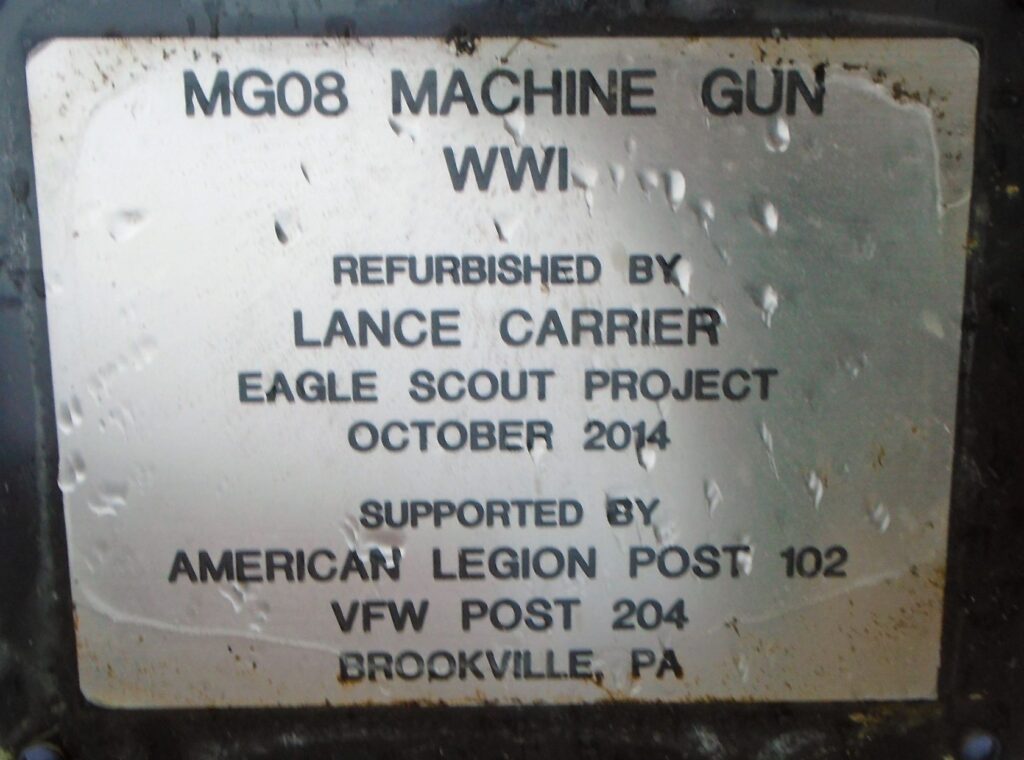 MG08 MACHINE GUN
WWI
REFURBISHED BY
LANCE CARRIER
EAGLE SCOUT PROJECT
OCTOBER 2014
SUPPORTED BY
AMERICAN LEGION POST 102
VFW POST 204
BROOKVILLE, PA